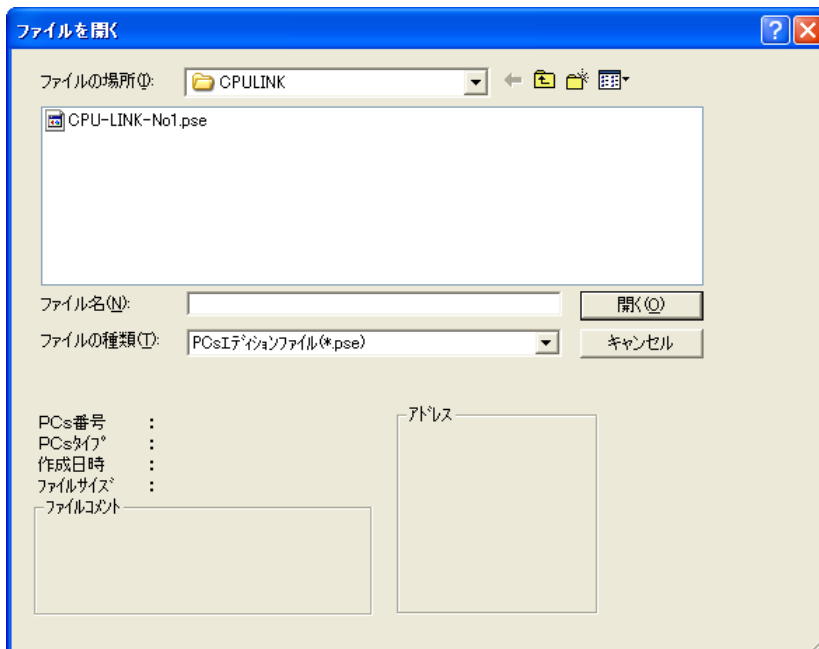 ファイルを開く
ファイルの場所(I): CPULINK
CPU-LINK-No1.pse
ファイル名(N): 開く(O)
ファイルの種類(T): PCsｴﾃﾞｨｼｮﾝﾌｧｲﾙ(*.pse) キャンセル
PCs番号 :
PCsﾀｲﾌﾟ :
作成日時 :
ﾌｧｲﾙｻｲｽﾞ :
ﾌｧｲﾙｺﾒﾝﾄ
ｱﾄﾞﾚｽ